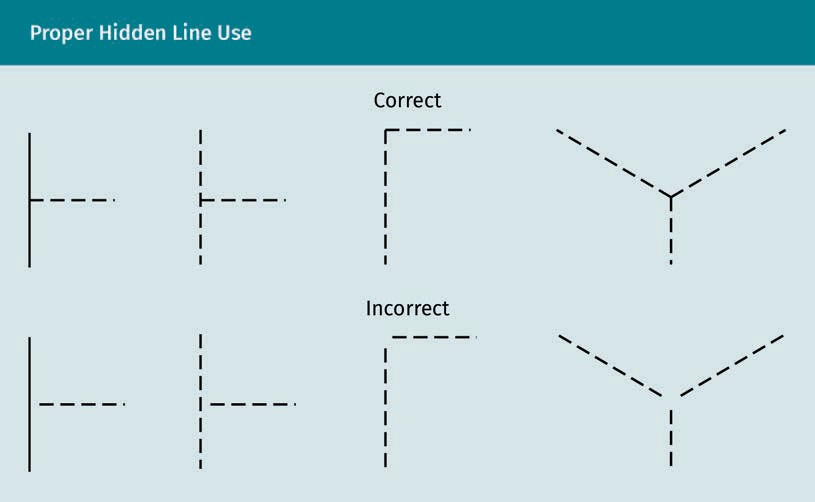 Proper Hidden Line Use
Correct
Incorrect